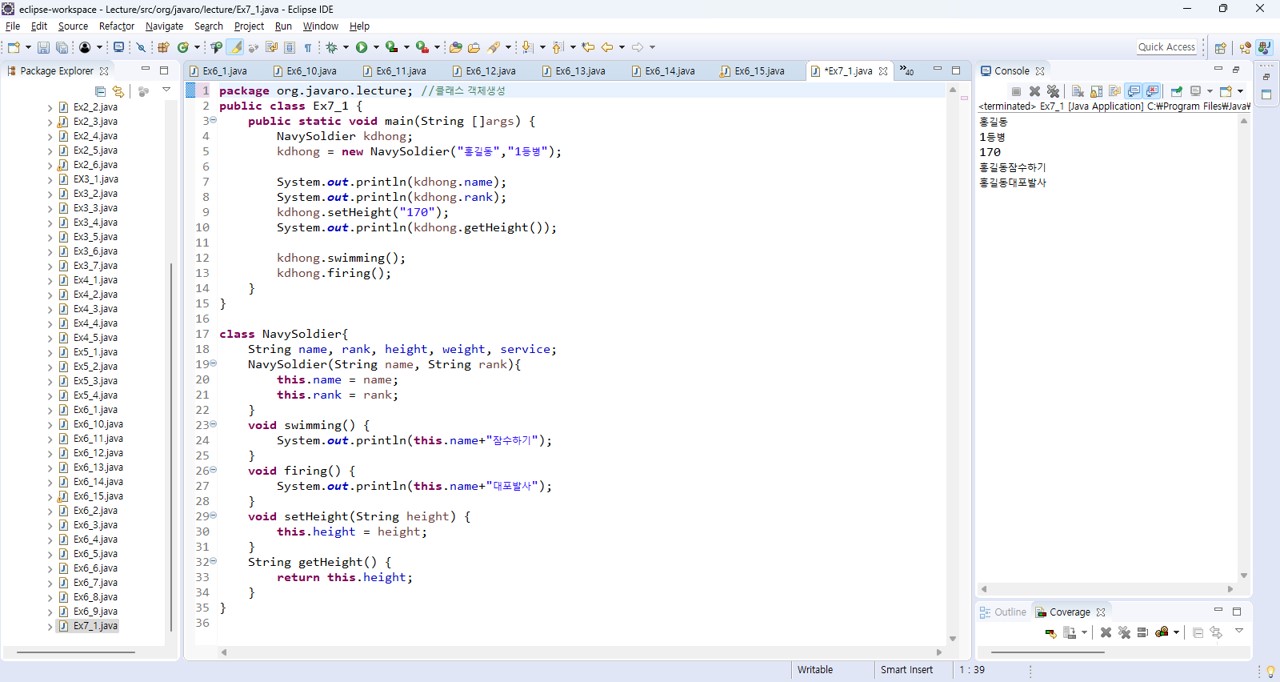 eclipse-workspace - Lecture/src/org/javaro/lecture/Ex7_1.java - Eclipse IDE
File Edit Source Refactor Navigate Search Project Run Window Help
Quick Access
Package Explorer
Ex2_2.java
Ex2_3.java
Ex2_4.java
Ex2_5.java
Ex2_6.java
EX3_1.java
Ex3_2.java
Ex3_3.java
Ex3_4.java
Ex3_5.java
Ex3_6.java
Ex3_7.java
Ex4_1.java
Ex4_2.java
Ex4_3.java
Ex4_4.java
Ex4_5.java
Ex5_1.java
Ex5_2.java
Ex5_3.java
Ex5_4.java
Ex6_1.java
Ex6_10.java
Ex6_11.java
Ex6_12.java
Ex6_13.java
Ex6_14.java
Ex6_15.java
Ex6_2.java
Ex6_3.java
Ex6_4.java
Ex6_5.java
Ex6_6.java
Ex6_7.java
Ex6_8.java
Ex6_9.java
Ex7_1.java
Ex6_1.java Ex6_10.java Ex6_11.java Ex6_12.java Ex6_13.java Ex6_14.java Ex6_15.java *Ex7_1.java »40
1 package org.javaro.lecture; //클래스 객체생성
2 public class Ex7_1 {
3 public static void main(String []args) {
4 NavySoldier kdhong;
5 kdhong = new NavySoldier("홍길동","1등병");
6
7 System.out.println(kdhong.name);
8 System.out.println(kdhong.rank);
9 kdhong.setHeight("170");
10 System.out.println(kdhong.getHeight());
11
12 kdhong.swimming();
13 kdhong.firing();
14 }
15 }
16
17 class NavySoldier{
18 String name, rank, height, weight, service;
19 NavySoldier(String name, String rank){
20 this.name = name;
21 this.rank = rank;
22 }
23 void swimming() {
24 System.out.println(this.name+"잠수하기");
25 }
26 void firing() {
27 System.out.println(this.name+"대포발사");
28 }
29 void setHeight(String height) {
30 this.height = height;
31 }
32 String getHeight() {
33 return this.height;
34 }
35 }
36
Console
<terminated> Ex7_1 [Java Application] C:₩Program Files₩Java₩
홍길동
1등병
170
홍길동잠수하기
홍길동대포발사
Outline Coverage
Writable Smart Insert 1 : 39